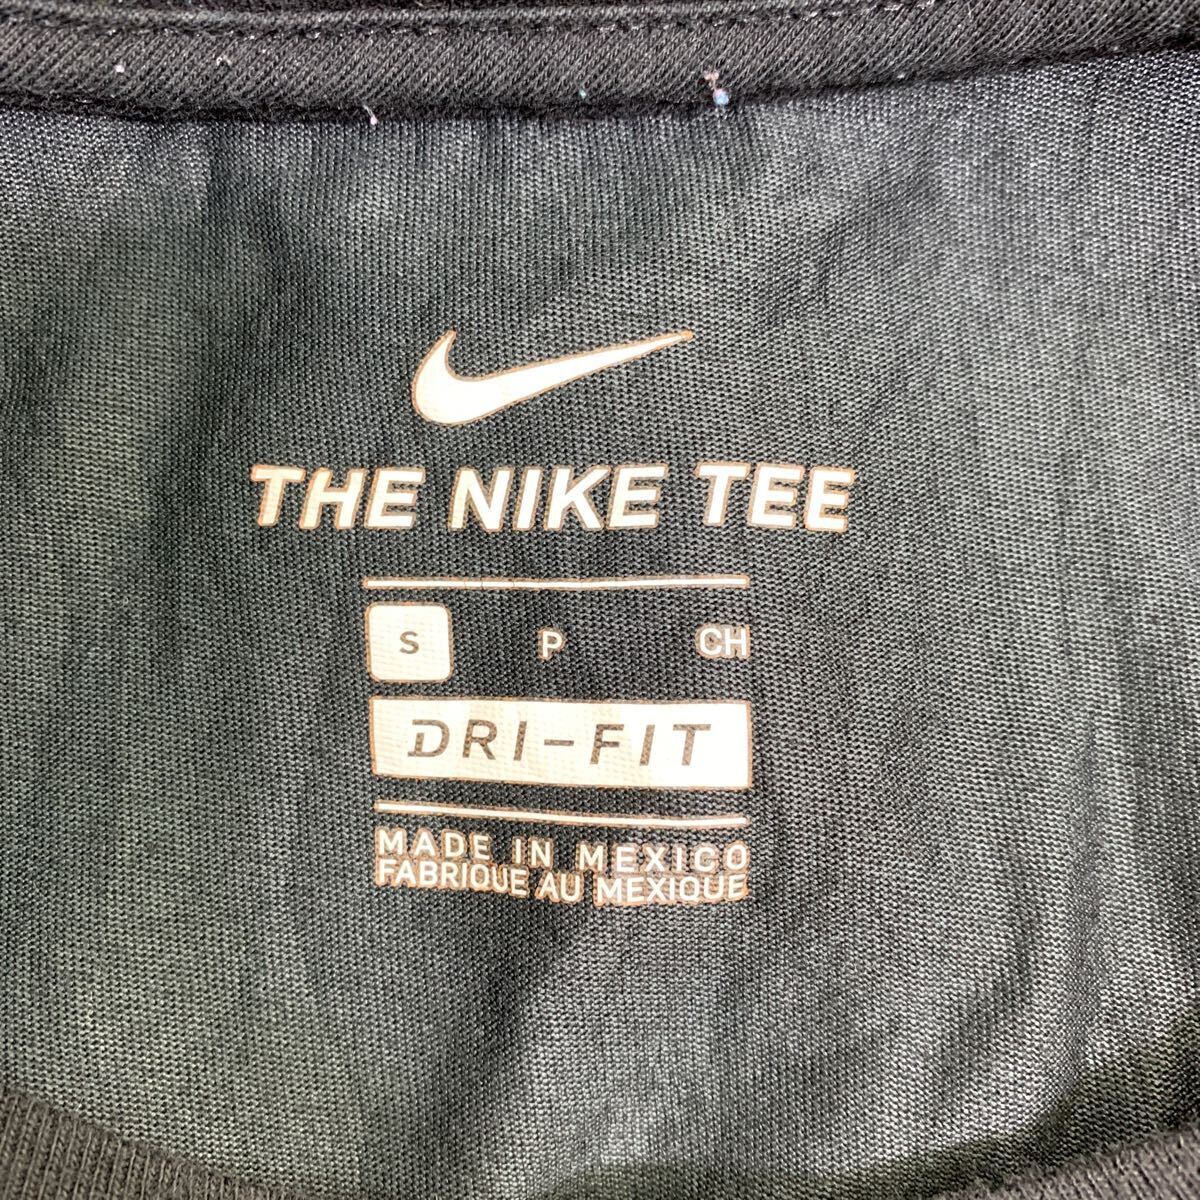 THE NIKE TEE
S P CH
DRI-FIT
MADE IN MEXICO
FABRIQUE AU MEXIQUE